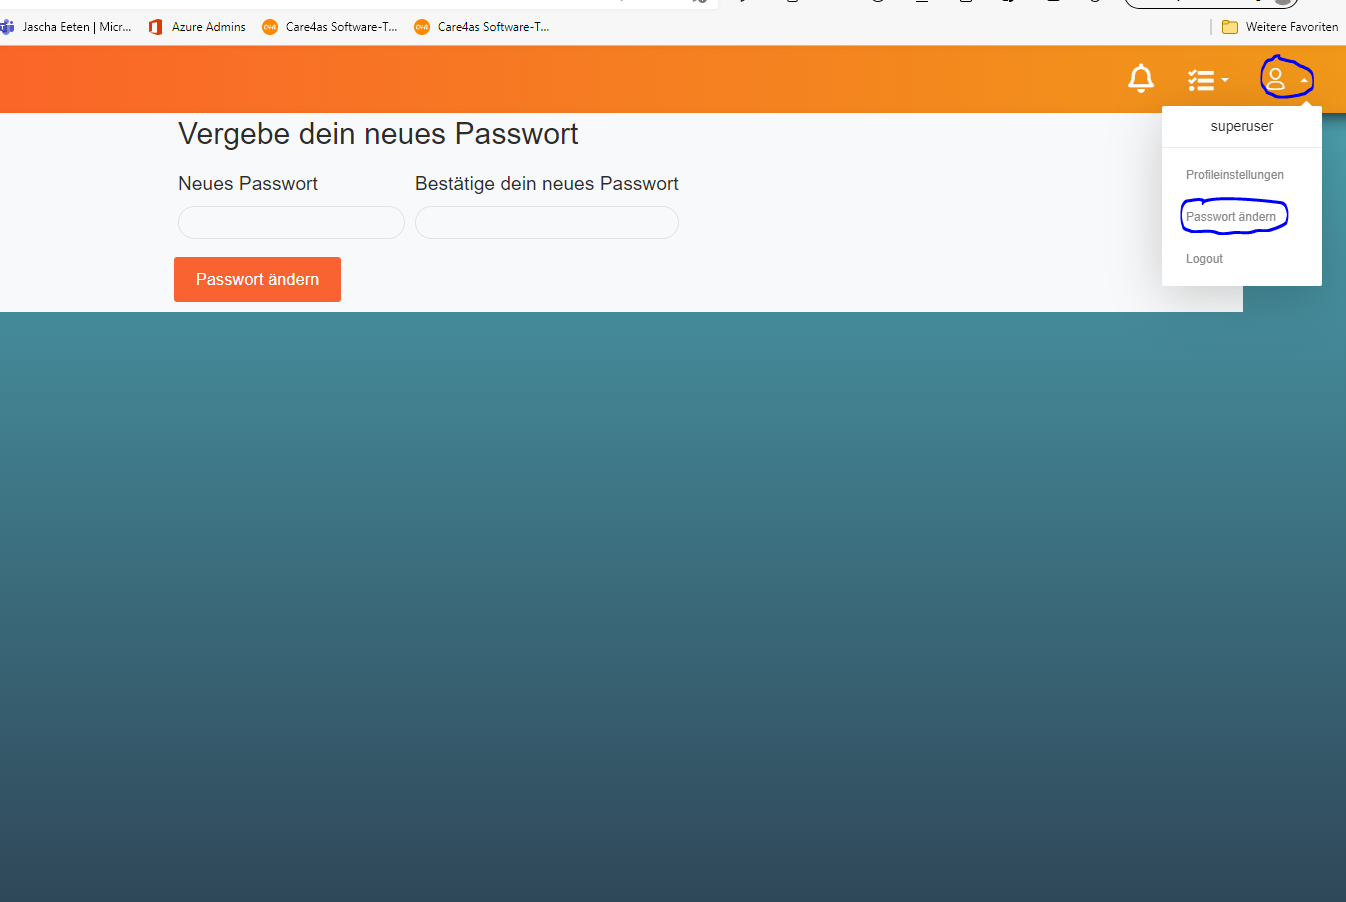 Jascha Eeten | Micr...
Azure Admins
Care4as Software-T...
Care4as Software-T...
Weitere Favoriten
superuser
Profileinstellungen
Passwort ändern
Logout
Vergebe dein neues Passwort
Neues Passwort
Bestätige dein neues Passwort
Passwort ändern